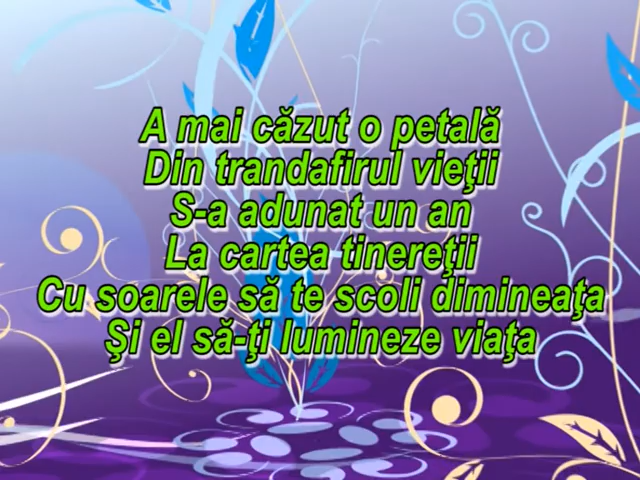 A mai căzut o petală
Din trandafirul vieţii
S-a adunat un an
La cartea tinereţii
Cu soarele să te scoli dimineaţa
Şi el să-ţi lumineze viaţa